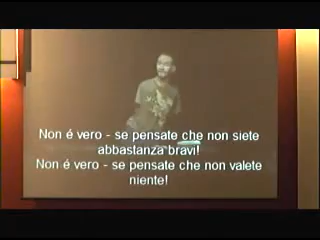 Non é vero - se pensate che non siete
abbastanza bravi!
Non é vero - se pensate che non valete
niente!